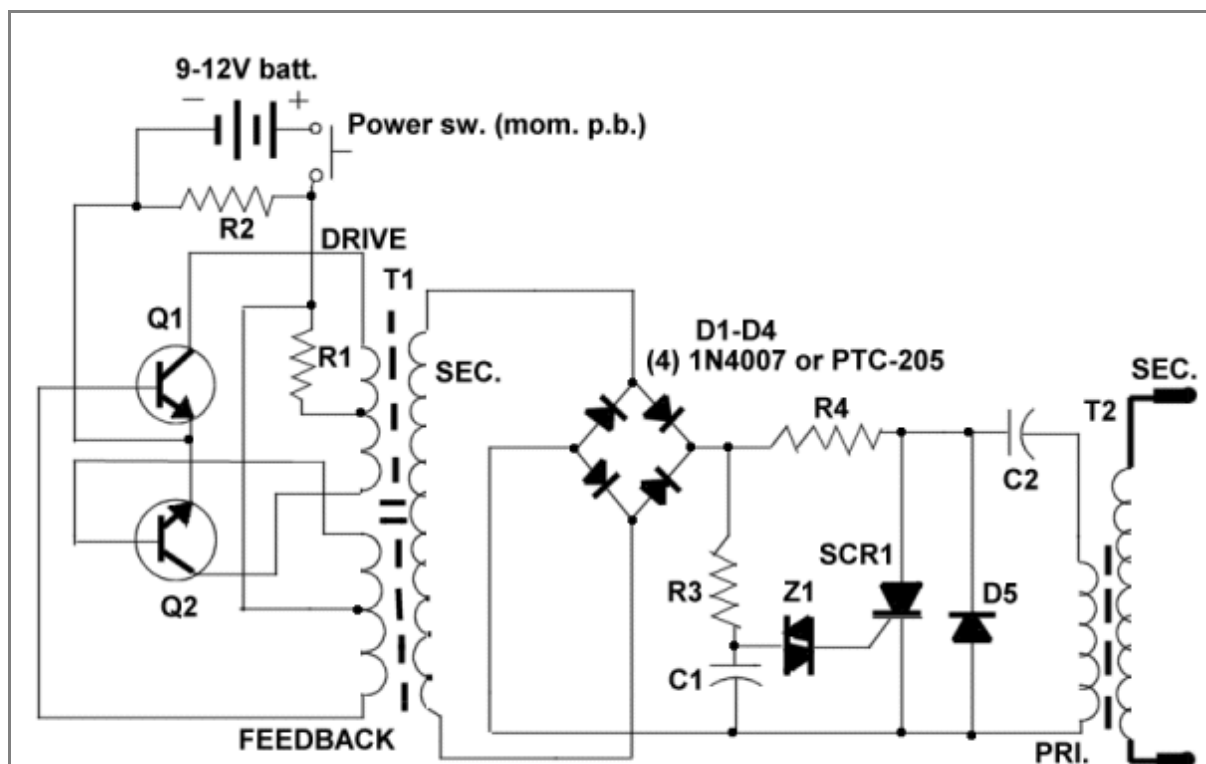 9-12V batt.
− +
Power sw. (mom. p.b.)
R2
DRIVE
T1
Q1
R1
SEC.
D1-D4
(4) 1N4007 or PTC-205
SEC.
R4
T2
C2
SCR1
Q2
R3
Z1
D5
C1
FEEDBACK
PRI.